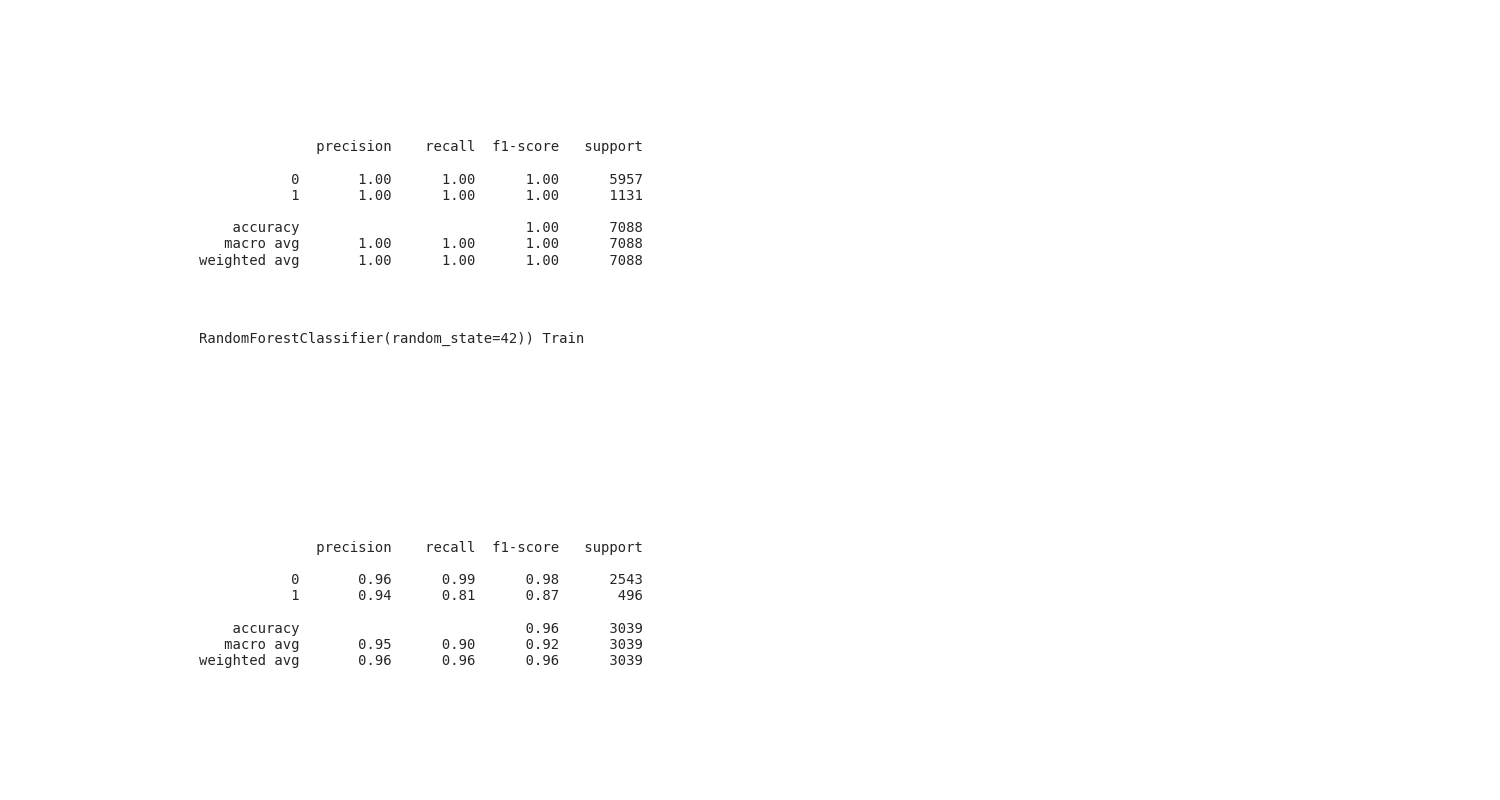 precision recall f1-score support
0 1.00 1.00 1.00 5957
1 1.00 1.00 1.00 1131
accuracy 1.00 7088
macro avg 1.00 1.00 1.00 7088
weighted avg 1.00 1.00 1.00 7088
RandomForestClassifier(random_state=42)) Train
precision recall f1-score support
0 0.96 0.99 0.98 2543
1 0.94 0.81 0.87 496
accuracy 0.96 3039
macro avg 0.95 0.90 0.92 3039
weighted avg 0.96 0.96 0.96 3039